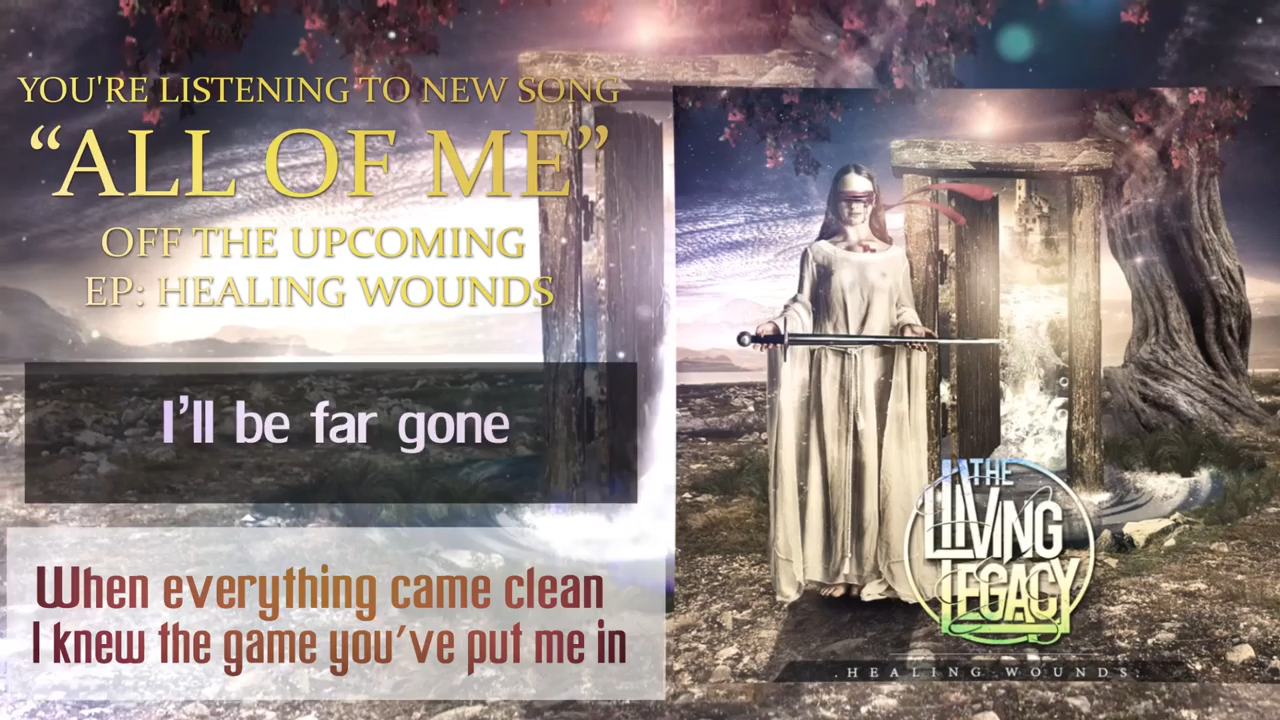 YOU'RE LISTENING TO NEW SONG
“ALL OF ME”
OFF THE UPCOMING
EP: HEALING WOUNDS
I'll be far gone
When everything came clean
I knew the game you've put me in
THE
LIVING
LEGACY
.HEALING WOUNDS.